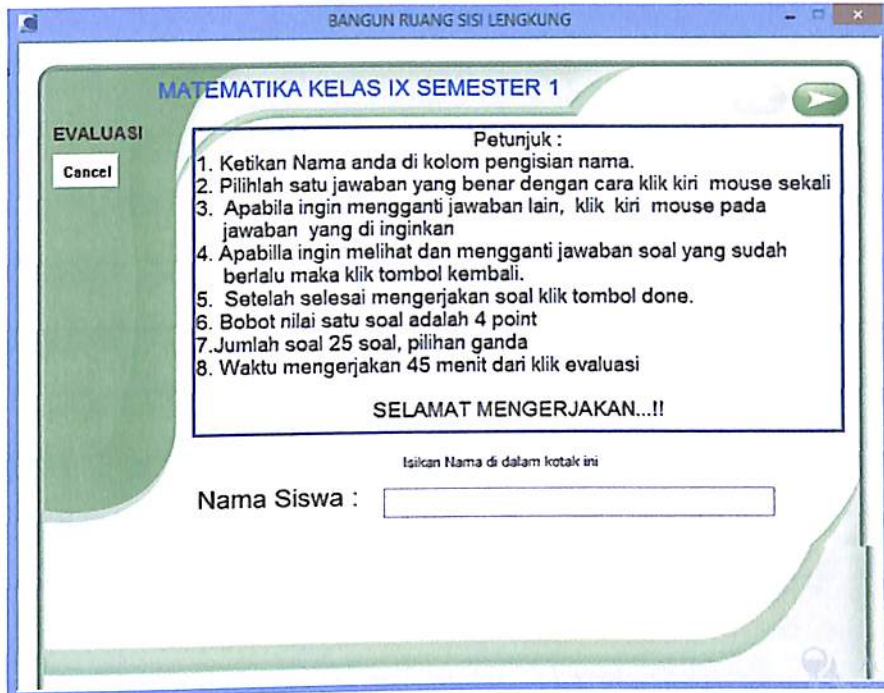 BANGUN RUANG SISI LENGKUNG
MATEMATIKA KELAS IX SEMESTER 1
EVALUASI
Cancel
Petunjuk :
1. Ketikan Nama anda di kolom pengisian nama.
2. Pilihlah satu jawaban yang benar dengan cara klik kiri mouse sekali
3. Apabila ingin mengganti jawaban lain, klik kiri mouse pada
jawaban yang di inginkan
4. Apabilla ingin melihat dan mengganti jawaban soal yang sudah
berlalu maka klik tombol kembali.
5. Setelah selesai mengerjakan soal klik tombol done.
6. Bobot nilai satu soal adalah 4 point
7.Jumlah soal 25 soal, pilihan ganda
8. Waktu mengerjakan 45 menit dari klik evaluasi
SELAMAT MENGERJAKAN...!!
Isikan Nama di dalam kotak ini
Nama Siswa :